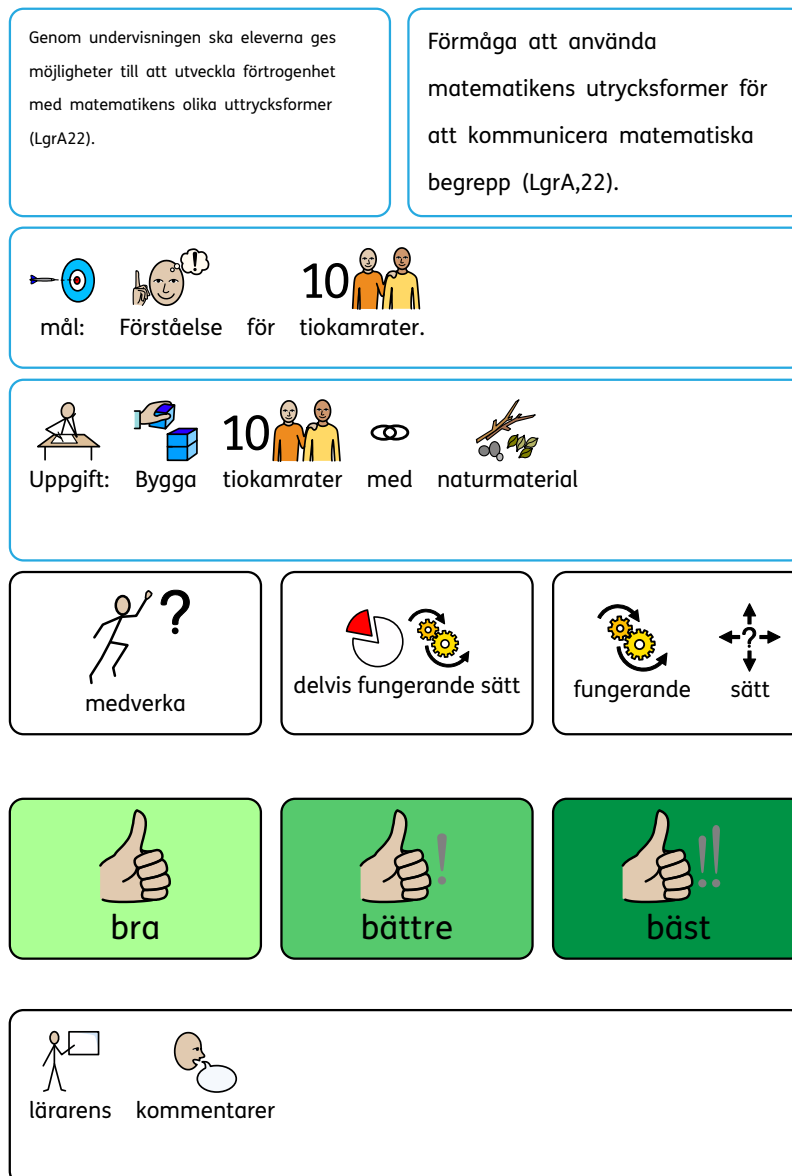 Genom undervisningen ska eleverna ges
möjligheter till att utveckla förtrogenhet
med matematikens olika uttrycksformer
(LgrA22).
Förmåga att använda
matematikens utrycksformer för
att kommunicera matematiska
begrepp (LgrA,22).
10
mål: Förståelse för tiokamrater.
10
Uppgift: Bygga tiokamrater med naturmaterial
?
medverka
delvis fungerande sätt
?
fungerande sätt
!
!!
bra
bättre
bäst
lärarens kommentarer